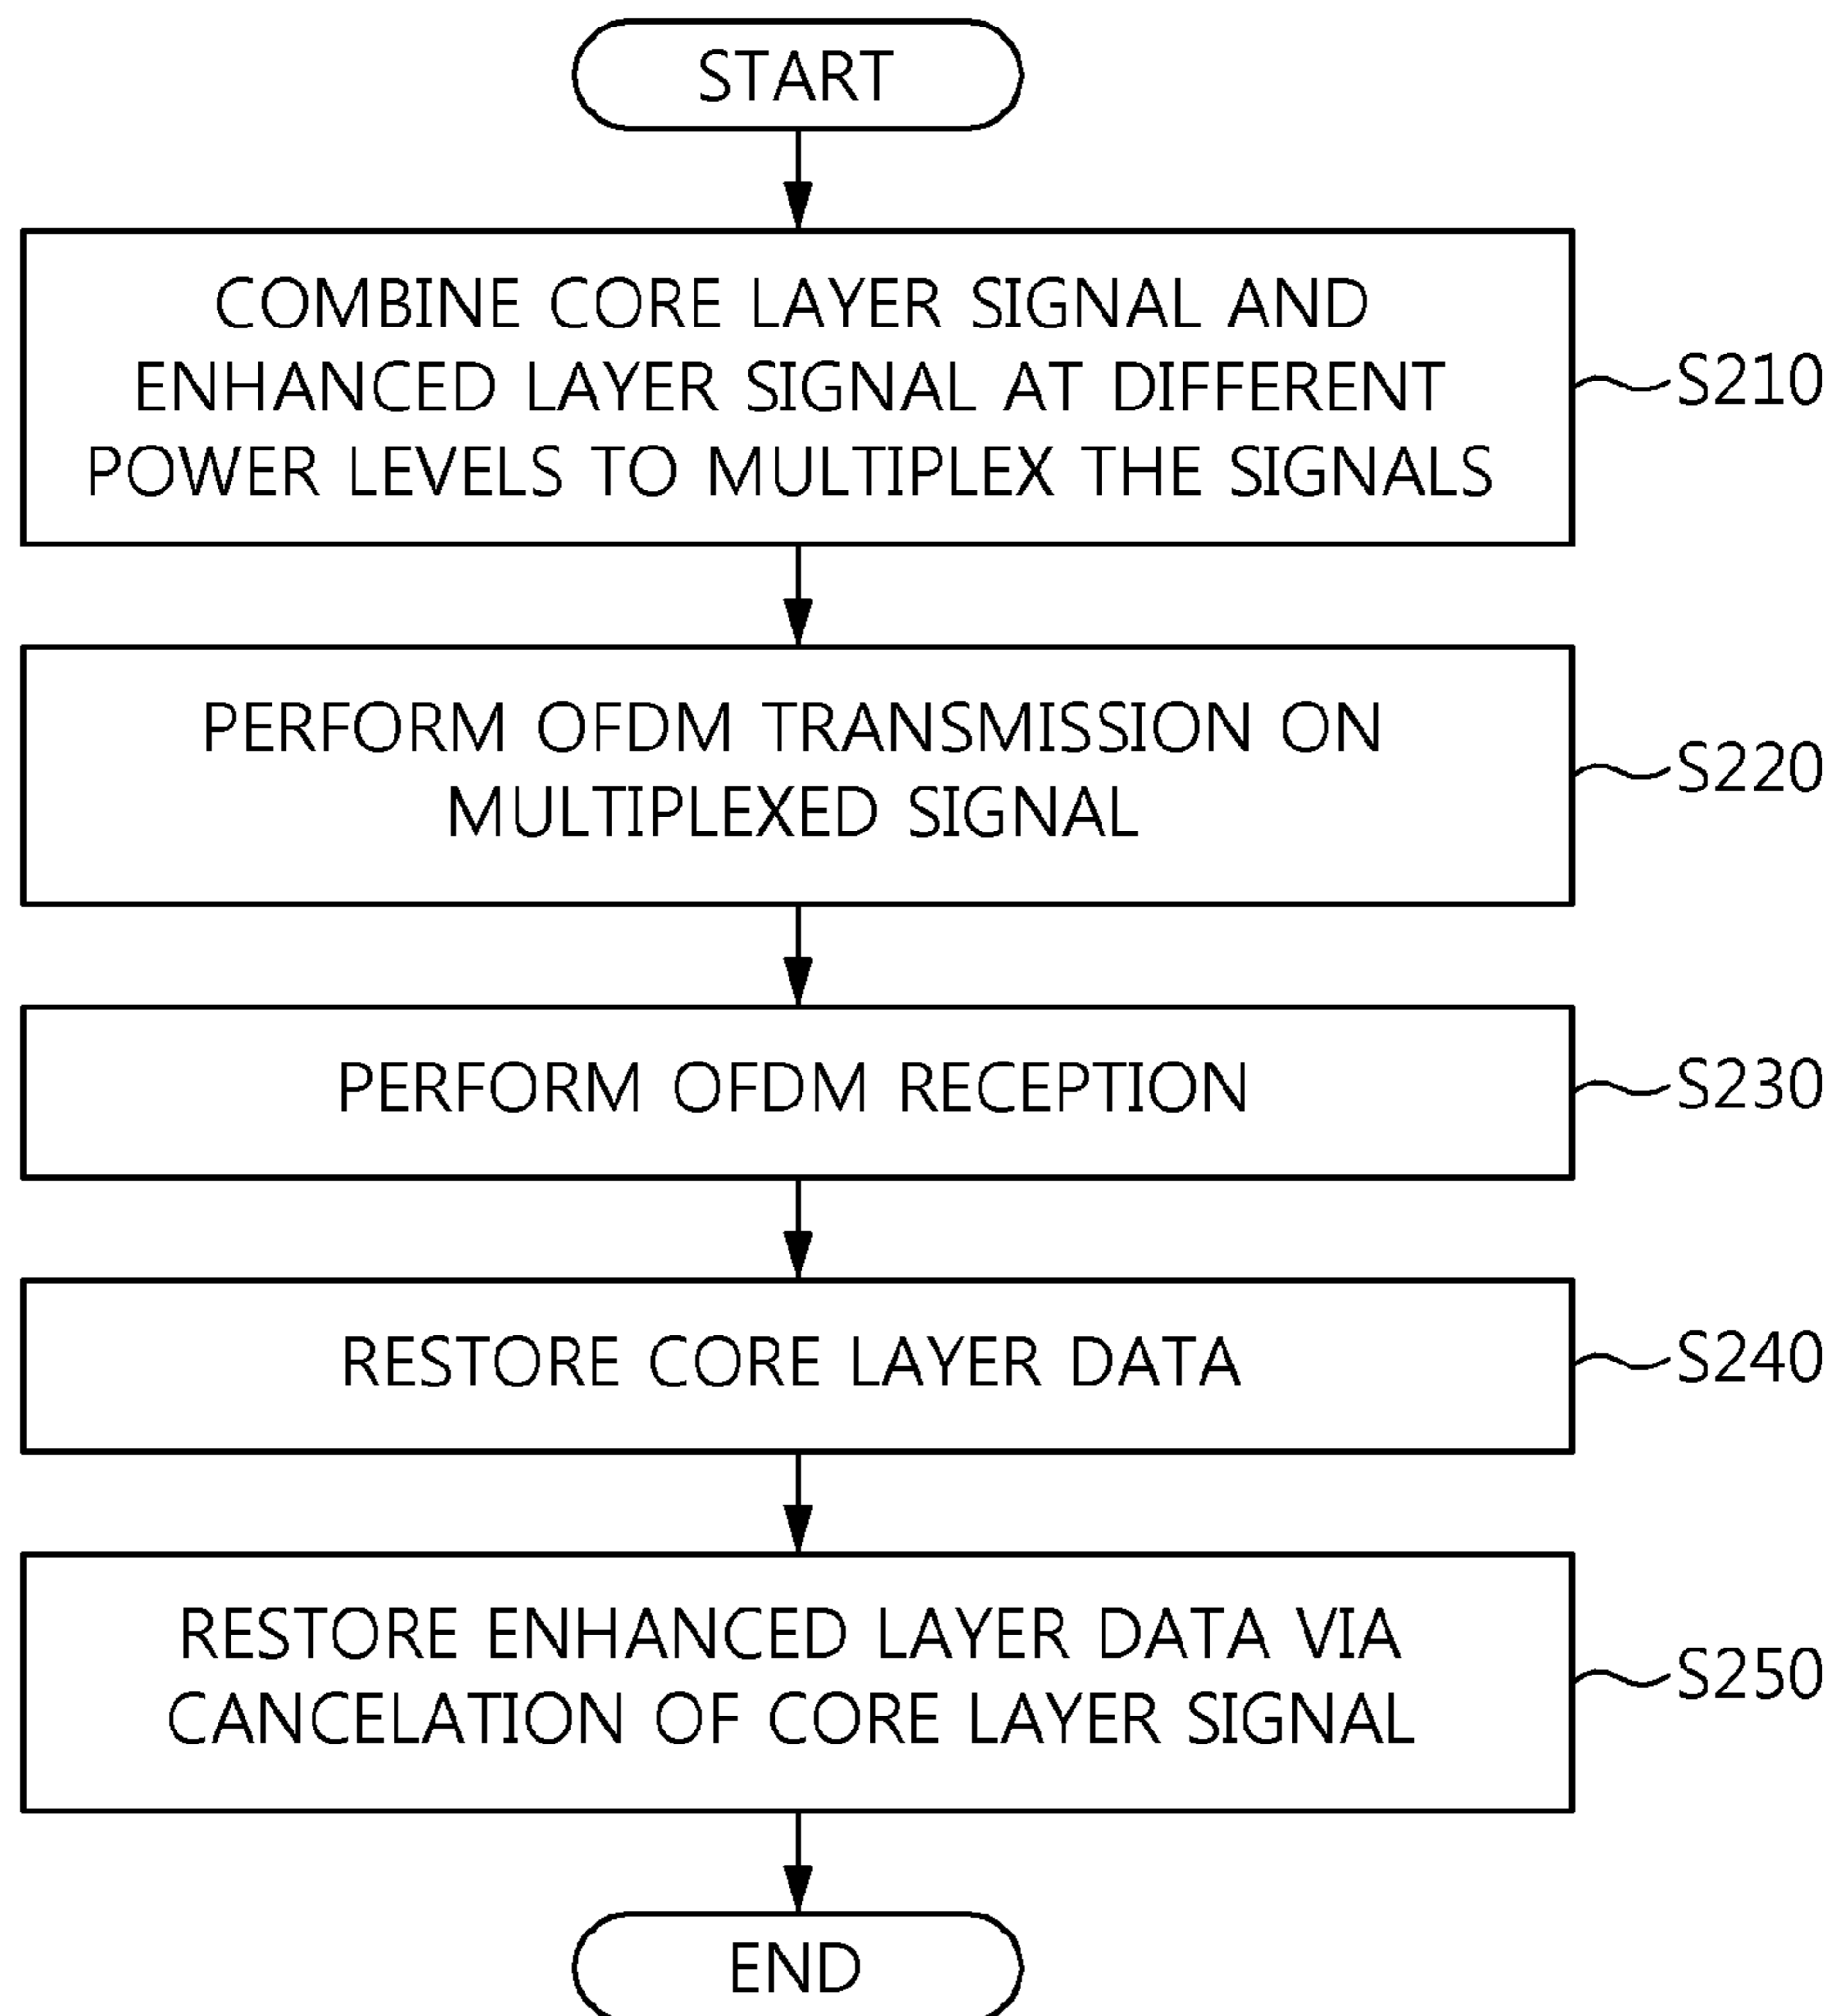 START
COMBINE CORE LAYER SIGNAL AND
ENHANCED LAYER SIGNAL AT DIFFERENT
POWER LEVELS TO MULTIPLEX THE SIGNALS
S210
PERFORM OFDM TRANSMISSION ON
MULTIPLEXED SIGNAL
S220
PERFORM OFDM RECEPTION
S230
RESTORE CORE LAYER DATA
S240
RESTORE ENHANCED LAYER DATA VIA
CANCELATION OF CORE LAYER SIGNAL
S250
END